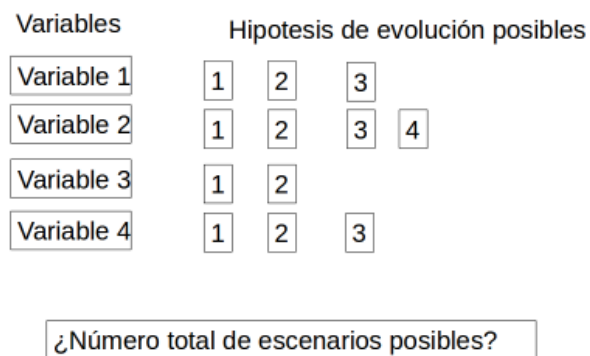 Variables
Hipotesis de evolución posibles
Variable 1 1 2 3
Variable 2 1 2 3 4
Variable 3 1 2
Variable 4 1 2 3
¿Número total de escenarios posibles?